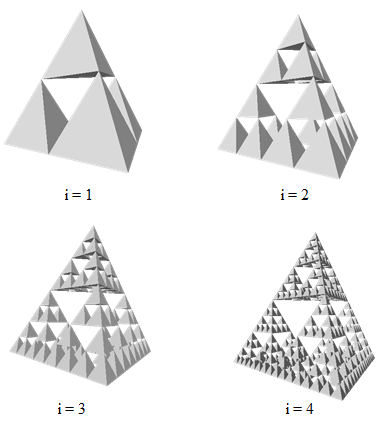 i = 1
i = 2
i = 3
i = 4